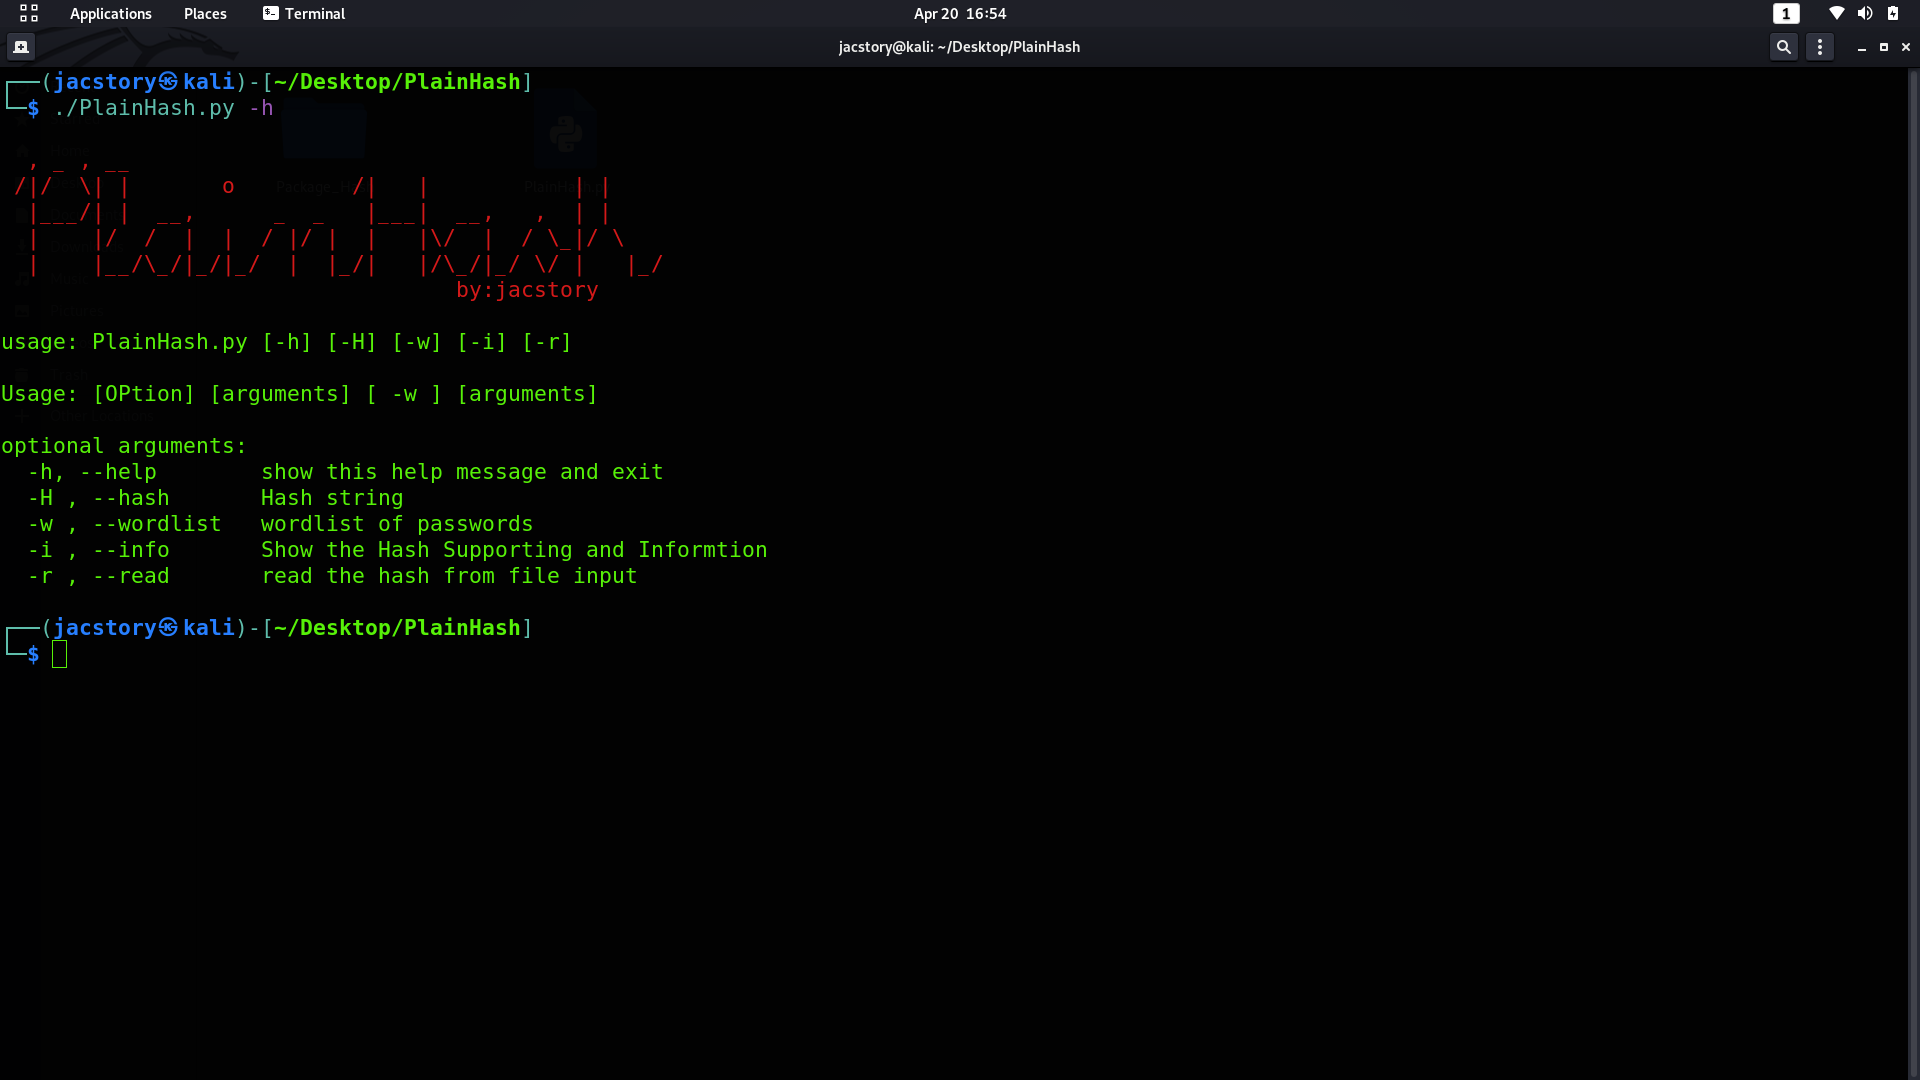 Applications Places Terminal Apr 20 16:54 1
jacstory@kali: ~/Desktop/PlainHash
┌──(jacstory㉿kali)-[~/Desktop/PlainHash]
└─$ ./PlainHash.py -h
PlainHash
by:jacstory
usage: PlainHash.py [-h] [-H] [-w] [-i] [-r]
Usage: [OPtion] [arguments] [ -w ] [arguments]
optional arguments:
-h, --help show this help message and exit
-H , --hash Hash string
-w , --wordlist wordlist of passwords
-i , --info Show the Hash Supporting and Informtion
-r , --read read the hash from file input
┌──(jacstory㉿kali)-[~/Desktop/PlainHash]
└─$